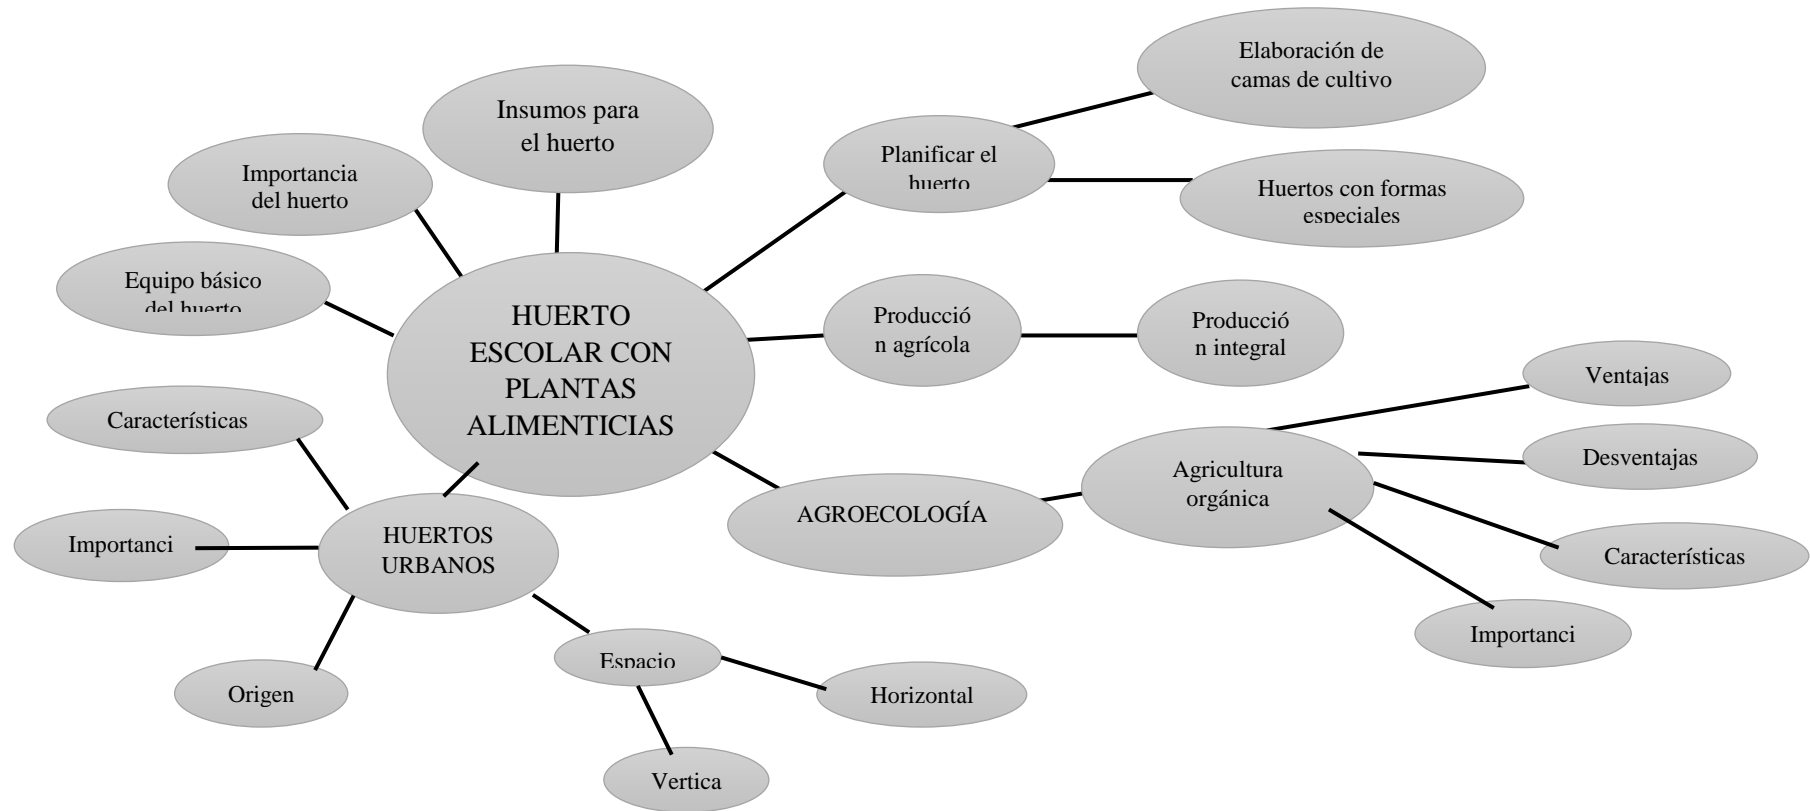 Elaboración de
camas de cultivo
Insumos para
el huerto
Planificar el
huerto
Importancia
del huerto
Huertos con formas
especiales
Equipo básico
del huerto
HUERTO
ESCOLAR CON
PLANTAS
ALIMENTICIAS
Producció
n agrícola
Producció
n integral
Ventajas
Características
Desventajas
Agricultura
orgánica
AGROECOLOGÍA
HUERTOS
URBANOS
Importanci
Características
Importanci
Espacio
Origen
Horizontal
Vertica